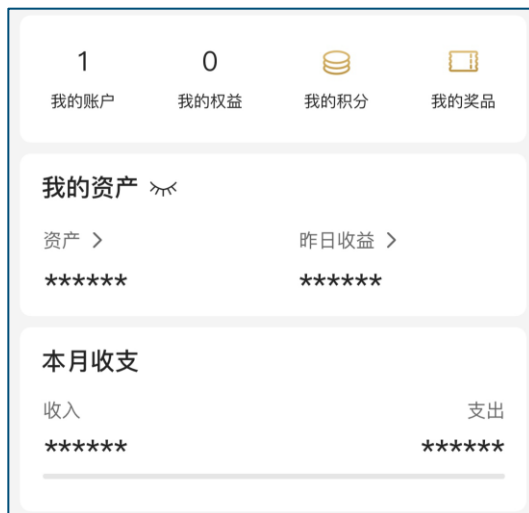 1 0
我的账户 我的权益 我的积分 我的奖品
我的资产
资产 > 昨日收益 >
****** ******
本月收支
收入 支出
****** ******